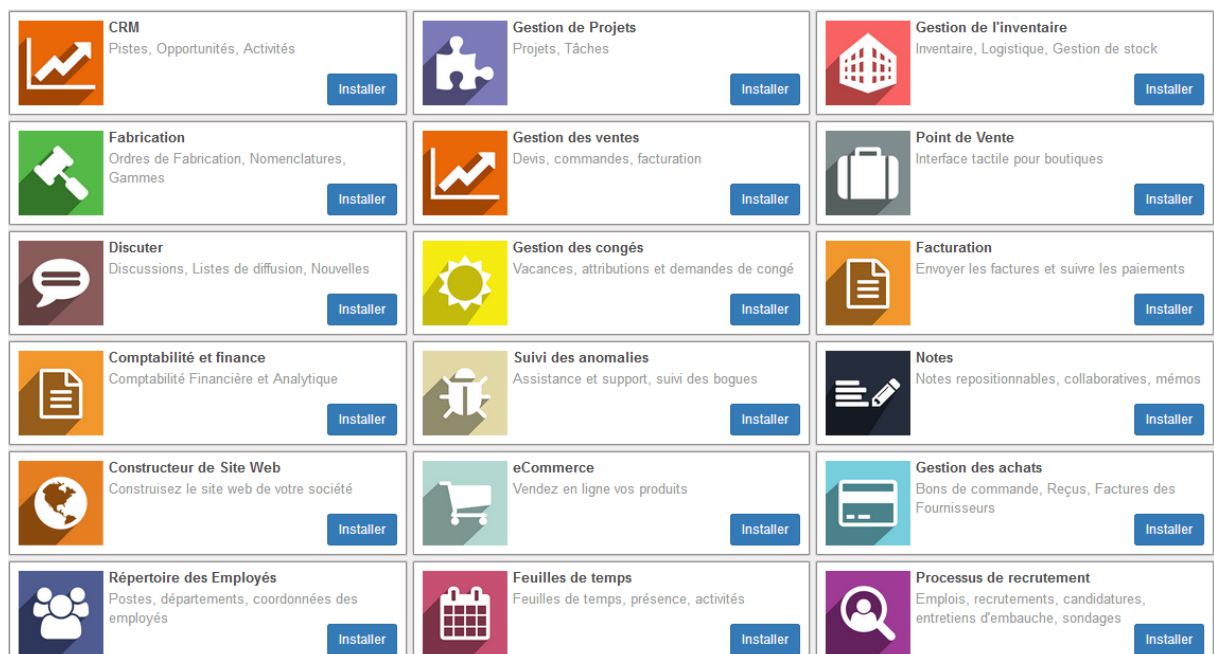 CRM
Pistes, Opportunités, Activités
Installer
Gestion de Projets
Projets, Tâches
Installer
Gestion de l'inventaire
Inventaire, Logistique, Gestion de stock
Installer
Fabrication
Ordres de Fabrication, Nomenclatures,
Gammes
Installer
Gestion des ventes
Devis, commandes, facturation
Installer
Point de Vente
Interface tactile pour boutiques
Installer
Discuter
Discussions, Listes de diffusion, Nouvelles
Installer
Gestion des congés
Vacances, attributions et demandes de congé
Installer
Facturation
Envoyer les factures et suivre les paiements
Installer
Comptabilité et finance
Comptabilité Financière et Analytique
Installer
Suivi des anomalies
Assistance et support, suivi des bogues
Installer
Notes
Notes repositionnables, collaboratives, mémos
Installer
Constructeur de Site Web
Construisez le site web de votre société
Installer
eCommerce
Vendez en ligne vos produits
Installer
Gestion des achats
Bons de commande, Reçus, Factures des
Fournisseurs
Installer
Répertoire des Employés
Postes, départements, coordonnées des
employés
Installer
Feuilles de temps
Feuilles de temps, présence, activités
Installer
Processus de recrutement
Emplois, recrutements, candidatures,
entretiens d'embauche, sondages
Installer